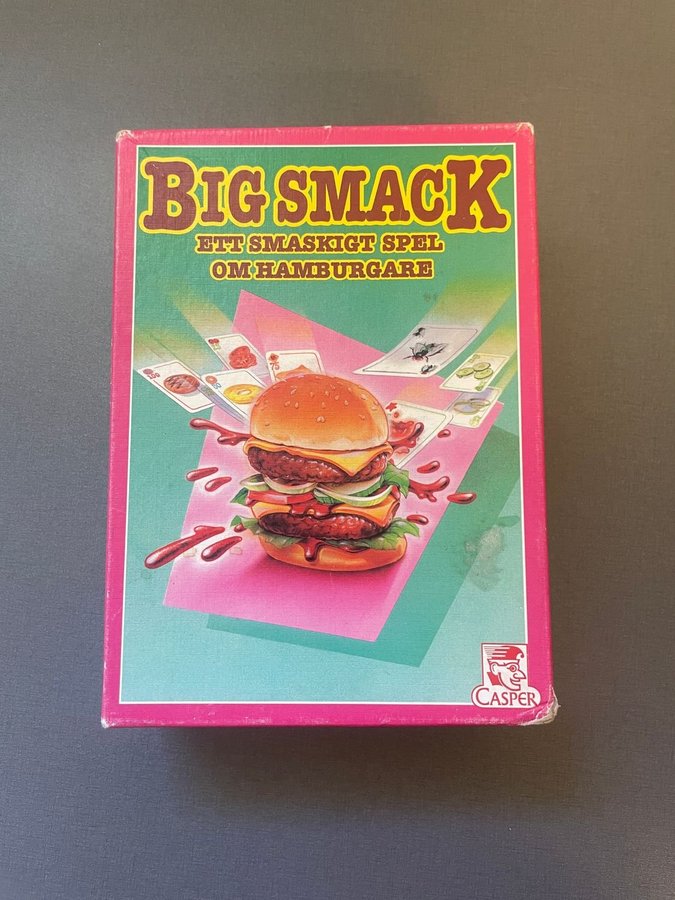 BIG SMACK
ETT SMASKIGT SPEL
OM HAMBURGARE
CASPER